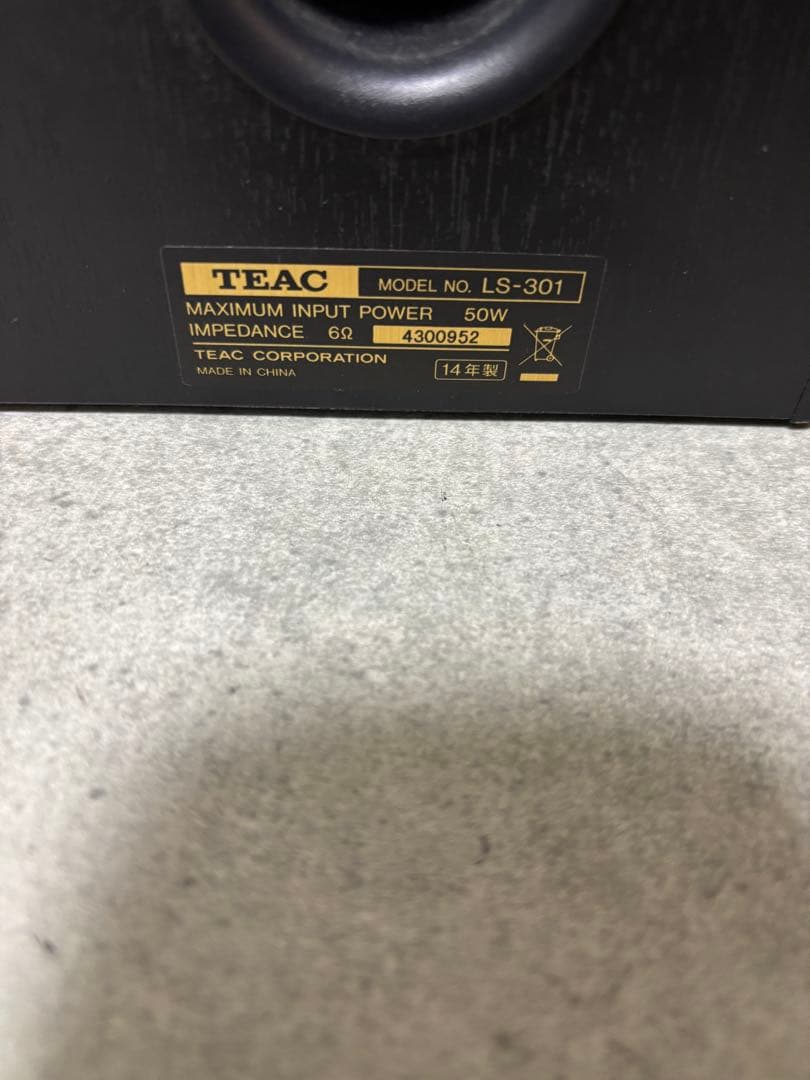 TEAC MODEL NO. LS-301
MAXIMUM INPUT POWER 50W
IMPEDANCE 6Ω 4300952
TEAC CORPORATION
MADE IN CHINA 14年製